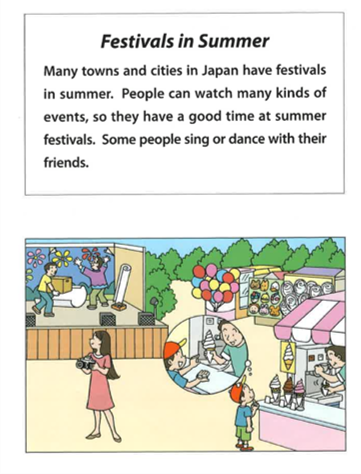 Festivals in Summer
Many towns and cities in Japan have festivals
in summer. People can watch many kinds of
events, so they have a good time at summer
festivals. Some people sing or dance with their
friends.